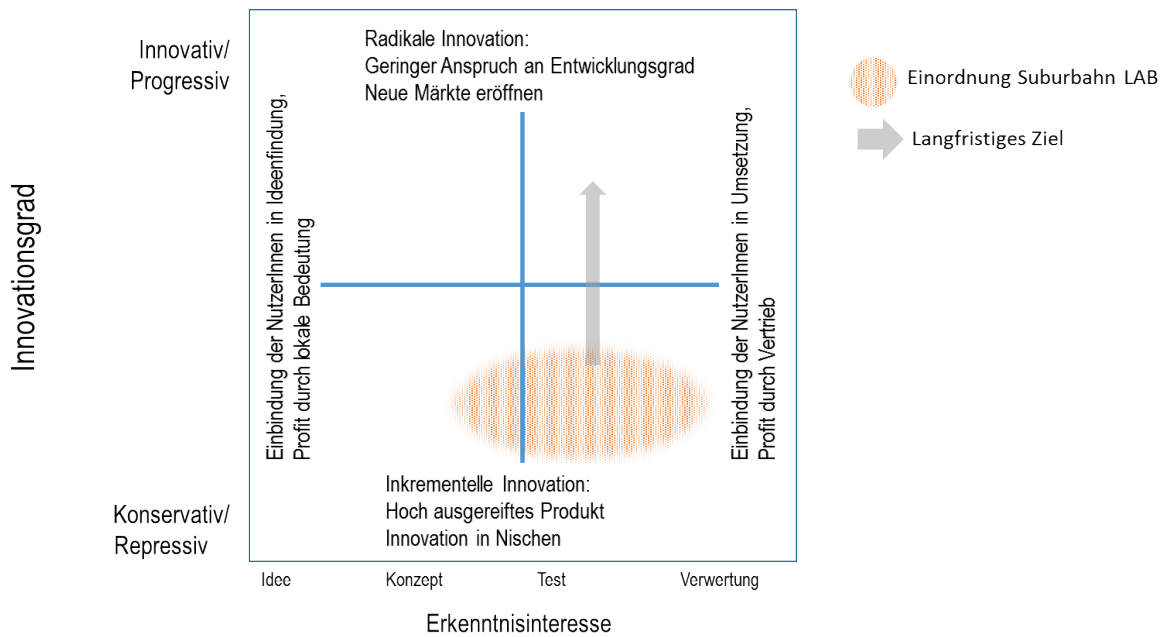 Innovativ/
Progressiv
Radikale Innovation:
Geringer Anspruch an Entwicklungsgrad
Neue Märkte eröffnen
Einordnung Suburbahn LAB
Langfristiges Ziel
Innovationsgrad
Einbindung der NutzerInnen in Ideenfindung,
Profit durch lokale Bedeutung
Einbindung der NutzerInnen in Umsetzung,
Profit durch Vertrieb
Inkrementelle Innovation:
Hoch ausgereiftes Produkt
Innovation in Nischen
Konservativ/
Repressiv
Idee
Konzept
Test
Verwertung
Erkenntnisinteresse